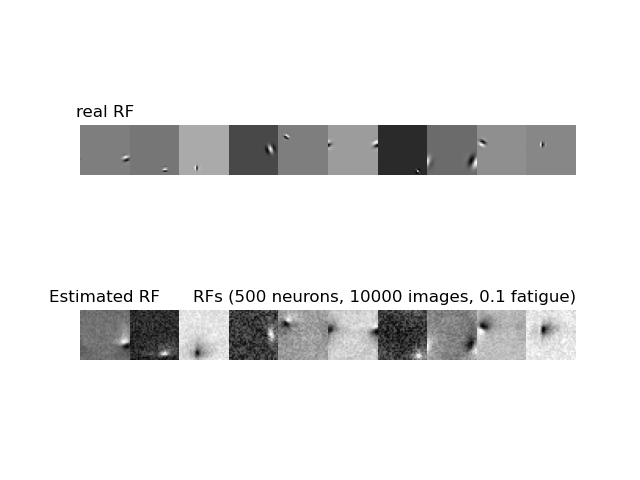 real RF
Estimated RF
RFs (500 neurons, 10000 images, 0.1 fatigue)